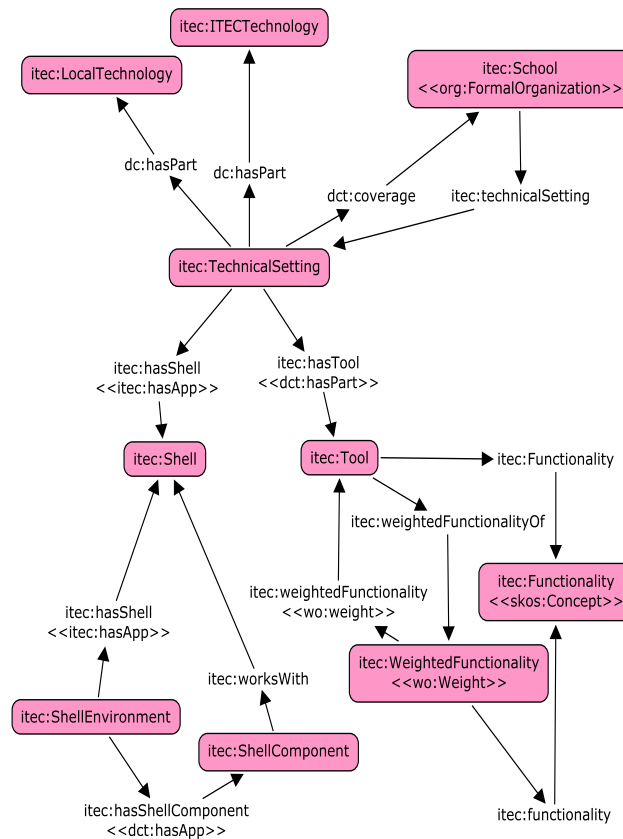 itec:ITECTechnology
itec:LocalTechnology
itec:School
<<org:FormalOrganization>>
dc:hasPart
dc:hasPart
dct:coverage
itec:technicalSetting
itec:TechnicalSetting
itec:hasShell
<<itec:hasApp>>
itec:hasTool
<<dct:hasPart>>
itec:Shell
itec:Tool
itec:Functionality
itec:weightedFunctionalityOf
itec:weightedFunctionality
<<wo:weight>>
itec:Functionality
<<skos:Concept>>
itec:hasShell
<<itec:hasApp>>
itec:WeightedFunctionality
<<wo:Weight>>
itec:worksWith
itec:ShellEnvironment
itec:ShellComponent
itec:hasShellComponent
<<dct:hasApp>>
itec:functionality